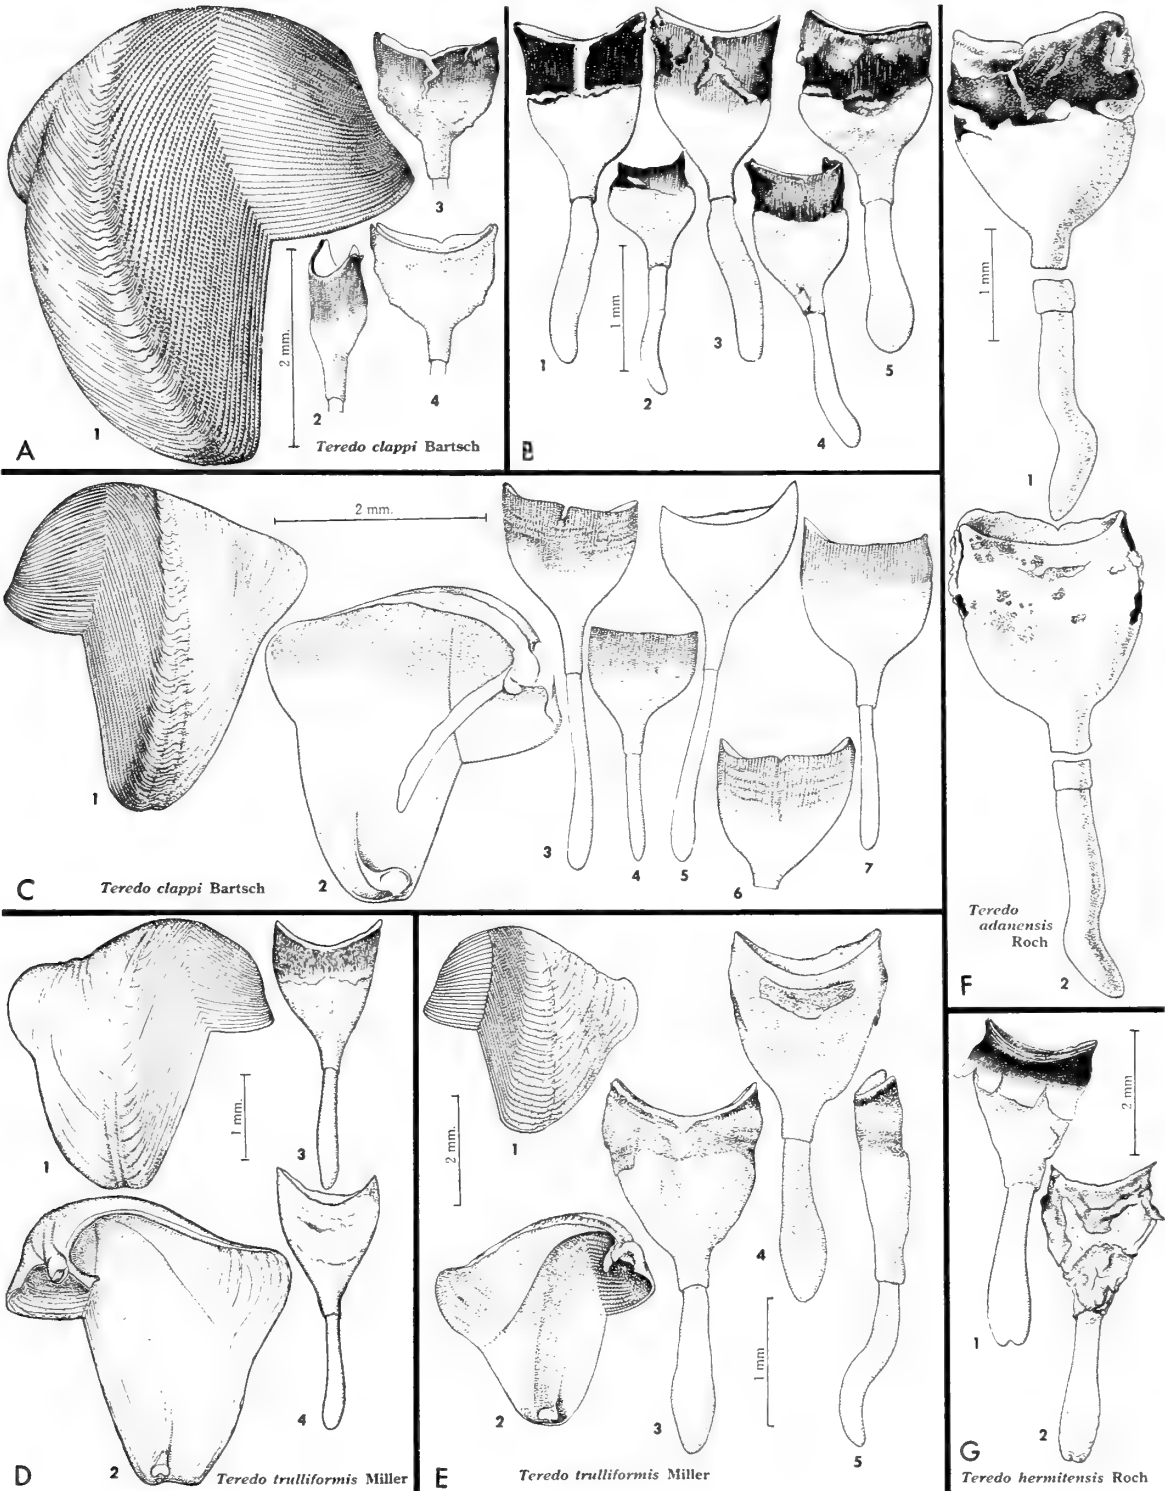 1
2
3
4
2 mm.
A
Teredo clappi Bartsch
1
2
3
4
5
1 mm
B
1
2
1 mm
Teredo
adanensis
Roch
F
2 mm.
1
2
3
4
5
6
7
C
Teredo clappi Bartsch
1
2
3
4
1 mm
D
Teredo trulliformis Miller
1
2
3
4
5
2 mm.
1 mm
E
Teredo trulliformis Miller
1
2
2 mm
G
Teredo hermitensis Roch